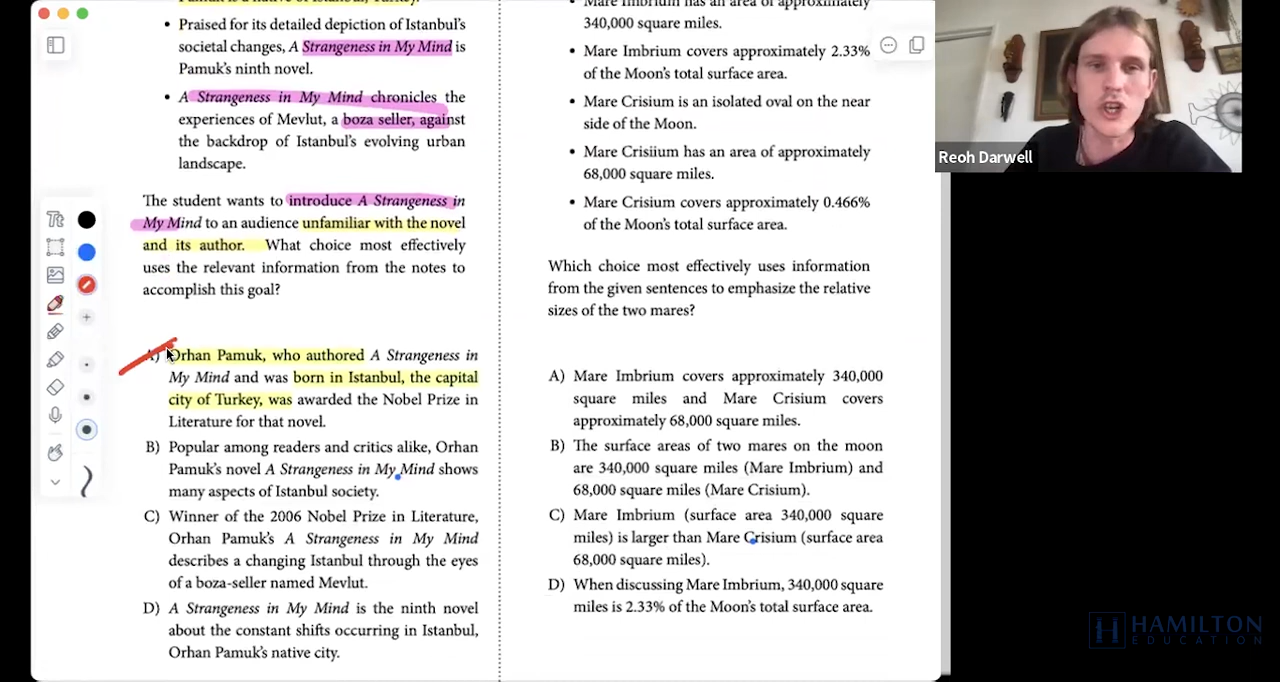 Pamuk is a native of Istanbul, Turkey.
• Praised for its detailed depiction of Istanbul's
societal changes, A Strangeness in My Mind is
Pamuk's ninth novel.
• A Strangeness in My Mind chronicles the
experiences of Mevlut, a boza seller, against
the backdrop of Istanbul's evolving urban
landscape.
The student wants to introduce A Strangeness in
My Mind to an audience unfamiliar with the novel
and its author. What choice most effectively
uses the relevant information from the notes to
accomplish this goal?
A) Orhan Pamuk, who authored A Strangeness in
My Mind and was born in Istanbul, the capital
city of Turkey, was awarded the Nobel Prize in
Literature for that novel.
B) Popular among readers and critics alike, Orhan
Pamuk's novel A Strangeness in My Mind shows
many aspects of Istanbul society.
C) Winner of the 2006 Nobel Prize in Literature,
Orhan Pamuk's A Strangeness in My Mind
describes a changing Istanbul through the eyes
of a boza-seller named Mevlut.
D) A Strangeness in My Mind is the ninth novel
about the constant shifts occurring in Istanbul,
Orhan Pamuk's native city.
• Mare Imbrium has an area of approximately
340,000 square miles.
• Mare Imbrium covers approximately 2.33%
of the Moon's total surface area.
• Mare Crisium is an isolated oval on the near
side of the Moon.
• Mare Crisiium has an area of approximately
68,000 square miles.
• Mare Crisium covers approximately 0.466%
of the Moon's total surface area.
Which choice most effectively uses information
from the given sentences to emphasize the relative
sizes of the two mares?
A) Mare Imbrium covers approximately 340,000
square miles and Mare Crisium covers
approximately 68,000 square miles.
B) The surface areas of two mares on the moon
are 340,000 square miles (Mare Imbrium) and
68,000 square miles (Mare Crisium).
C) Mare Imbrium (surface area 340,000 square
miles) is larger than Mare Crisium (surface area
68,000 square miles).
D) When discussing Mare Imbrium, 340,000 square
miles is 2.33% of the Moon's total surface area.
Tt
Reoh Darwell
HAMILTON
EDUCATION